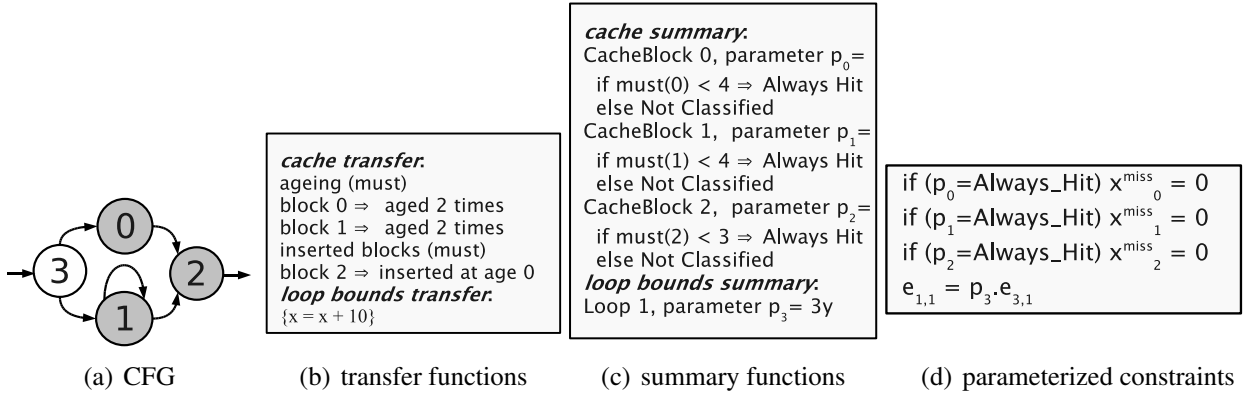 3
0
1
2
(a) CFG
cache transfer:
ageing (must)
block 0 ⇒ aged 2 times
block 1 ⇒ aged 2 times
inserted blocks (must)
block 2 ⇒ inserted at age 0
loop bounds transfer:
{x = x + 10}
(b) transfer functions
cache summary:
CacheBlock 0, parameter p₀=
if must(0) < 4 ⇒ Always Hit
else Not Classified
CacheBlock 1, parameter p₁=
if must(1) < 4 ⇒ Always Hit
else Not Classified
CacheBlock 2, parameter p₂=
if must(2) < 3 ⇒ Always Hit
else Not Classified
loop bounds summary:
Loop 1, parameter p₃= 3y
(c) summary functions
if (p₀=Always_Hit) x^miss_0 = 0
if (p₁=Always_Hit) x^miss_1 = 0
if (p₂=Always_Hit) x^miss_2 = 0
e₁,₁ = p₃.e₃,₁
(d) parameterized constraints